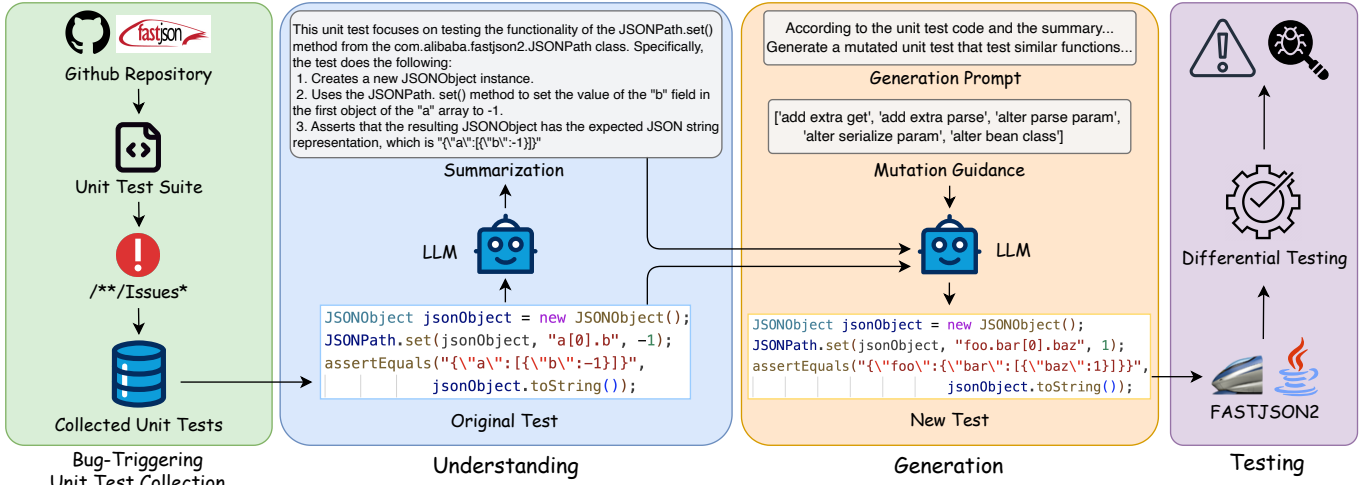 fastjson
Github Repository
Unit Test Suite
/**/Issues*
Collected Unit Tests
Bug-Triggering
Unit Test Collection
This unit test focuses on testing the functionality of the JSONPath.set()
method from the com.alibaba.fastjson2.JSONPath class. Specifically,
the test does the following:
1. Creates a new JSONObject instance.
2. Uses the JSONPath. set() method to set the value of the "b" field in
the first object of the "a" array to -1.
3. Asserts that the resulting JSONObject has the expected JSON string
representation, which is "{\"a\":[{\"b\":-1}]}"
Summarization
LLM
JSONObject jsonObject = new JSONObject();
JSONPath.set(jsonObject, "a[0].b", -1);
assertEquals("{\"a\":[{\"b\":-1}]}",
jsonObject.toString());
Original Test
Understanding
According to the unit test code and the summary...
Generate a mutated unit test that test similar functions...
Generation Prompt
['add extra get', 'add extra parse', 'alter parse param',
'alter serialize param', 'alter bean class']
Mutation Guidance
LLM
JSONObject jsonObject = new JSONObject();
JSONPath.set(jsonObject, "foo.bar[0].baz", 1);
assertEquals("{\"foo\":{\"bar\":[{\"baz\":1}]}}",
jsonObject.toString());
New Test
Generation
Differential Testing
FASTJSON2
Testing